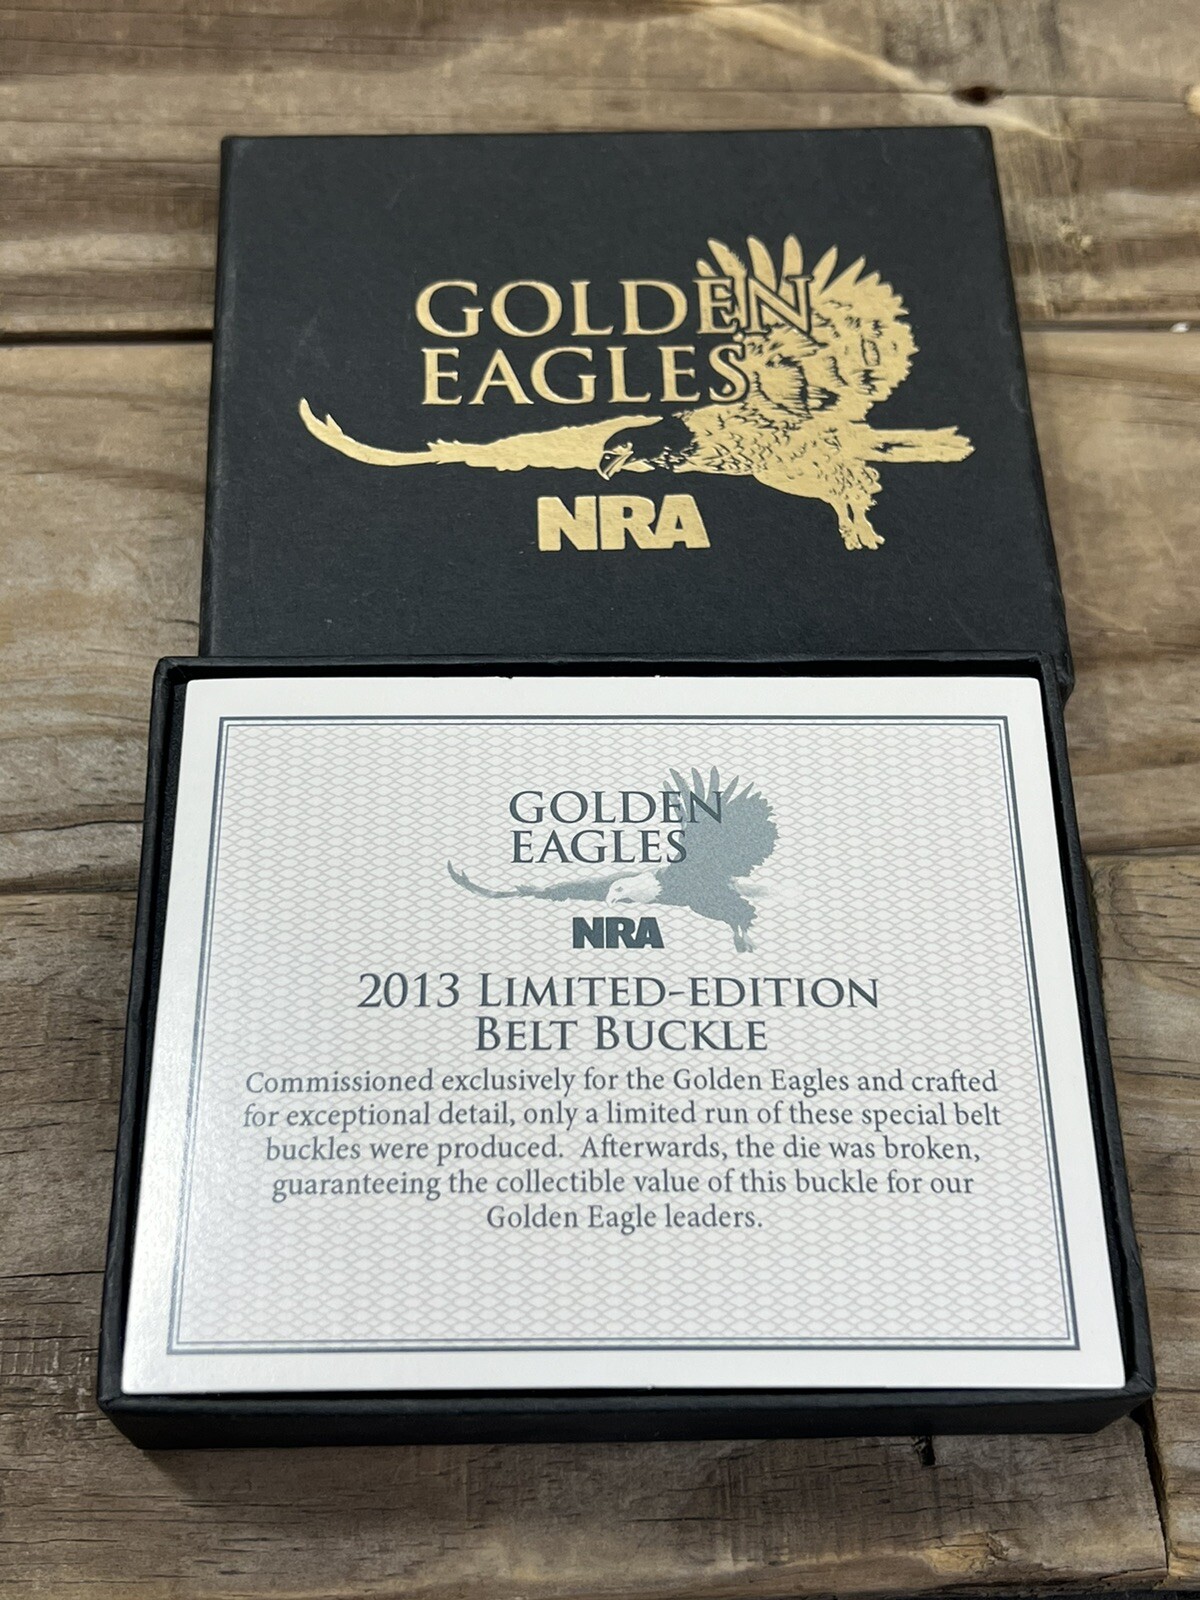 GOLDEN
EAGLES
NRA
GOLDEN
EAGLES
NRA
2013 LIMITED-EDITION
BELT BUCKLE
Commissioned exclusively for the Golden Eagles and crafted
for exceptional detail, only a limited run of these special belt
buckles were produced.  Afterwards, the die was broken,
guaranteeing the collectible value of this buckle for our
Golden Eagle leaders.